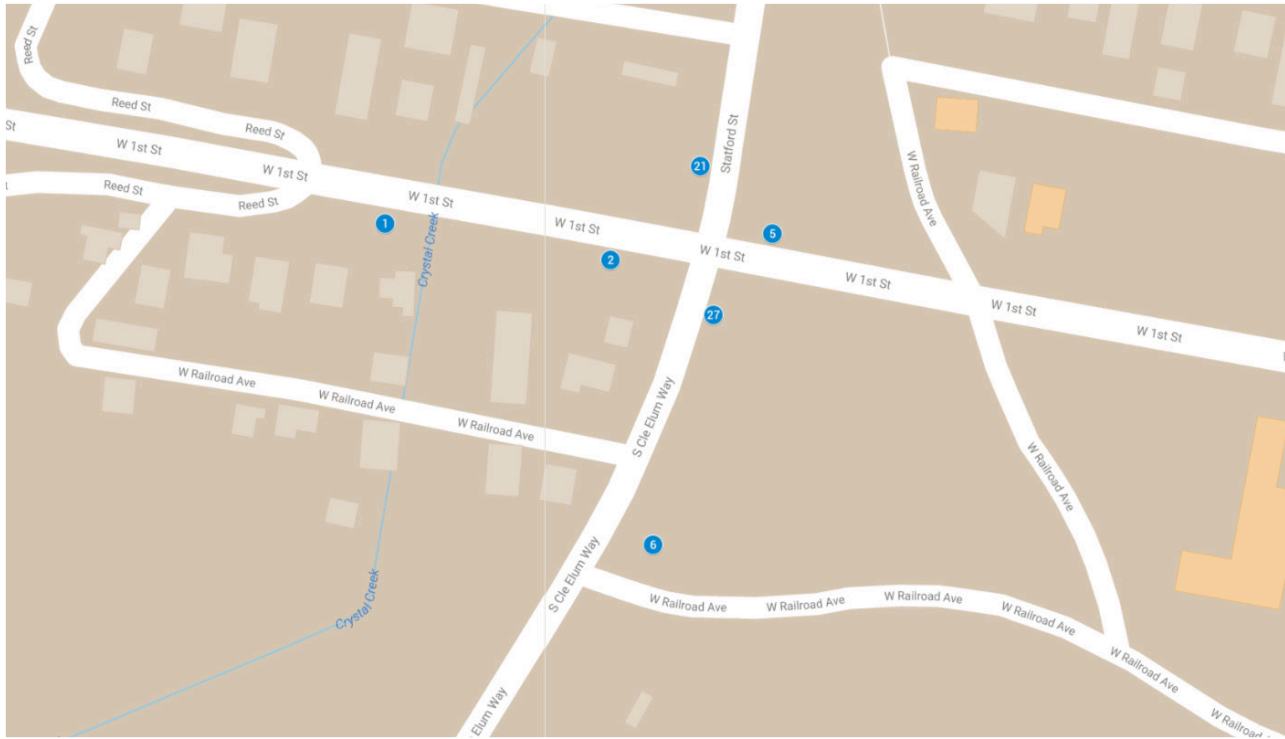 Reed St
Reed St
Reed St
St
W 1st St
W 1st St
W 1st St
W 1st St
W 1st St
W 1st St
W 1st St
W 1st St
Reed St
Reed St
Statford St
W Railroad Ave
21
1
5
2
27
Crystal Creek
W Railroad Ave
W Railroad Ave
W Railroad Ave
S Cle Elum Way
W Railroad Ave
6
S Cle Elum Way
Crystal Creek
W Railroad Ave
W Railroad Ave
W Railroad Ave
W Railroad Ave
W Railroad Ave
Elum Way
W Railroad A